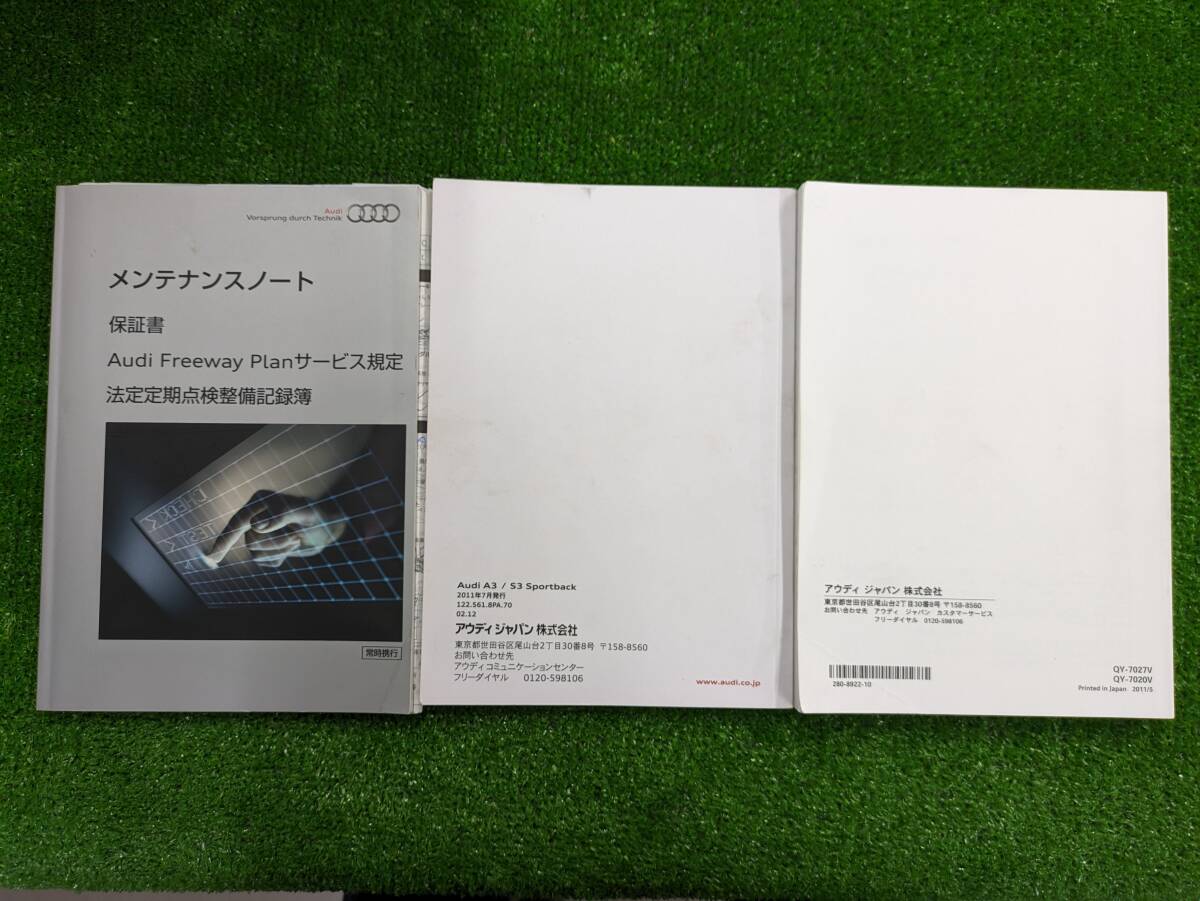 Audi
Vorsprung durch Technik
メンテナンスノート
保証書
Audi Freeway Planサービス規定
法定定期点検整備記録簿
CHECK
TEST
常時携行
Audi A3 / S3 Sportback
2011年7月発行
122.561.8PA.70
02.12
アウディ ジャパン 株式会社
東京都世田谷区尾山台2丁目30番8号 〒158-8560
お問い合わせ先
アウディコミュニケーションセンター
フリーダイヤル 0120-598106
www.audi.co.jp
アウディ ジャパン 株式会社
東京都世田谷区尾山台2丁目30番8号 〒158-8560
お問い合わせ先 アウディ ジャパン カスタマーサービス
フリーダイヤル 0120-598106
280-8922-10
QY-7027V
QY-7020V
Printed in Japan 2011/5